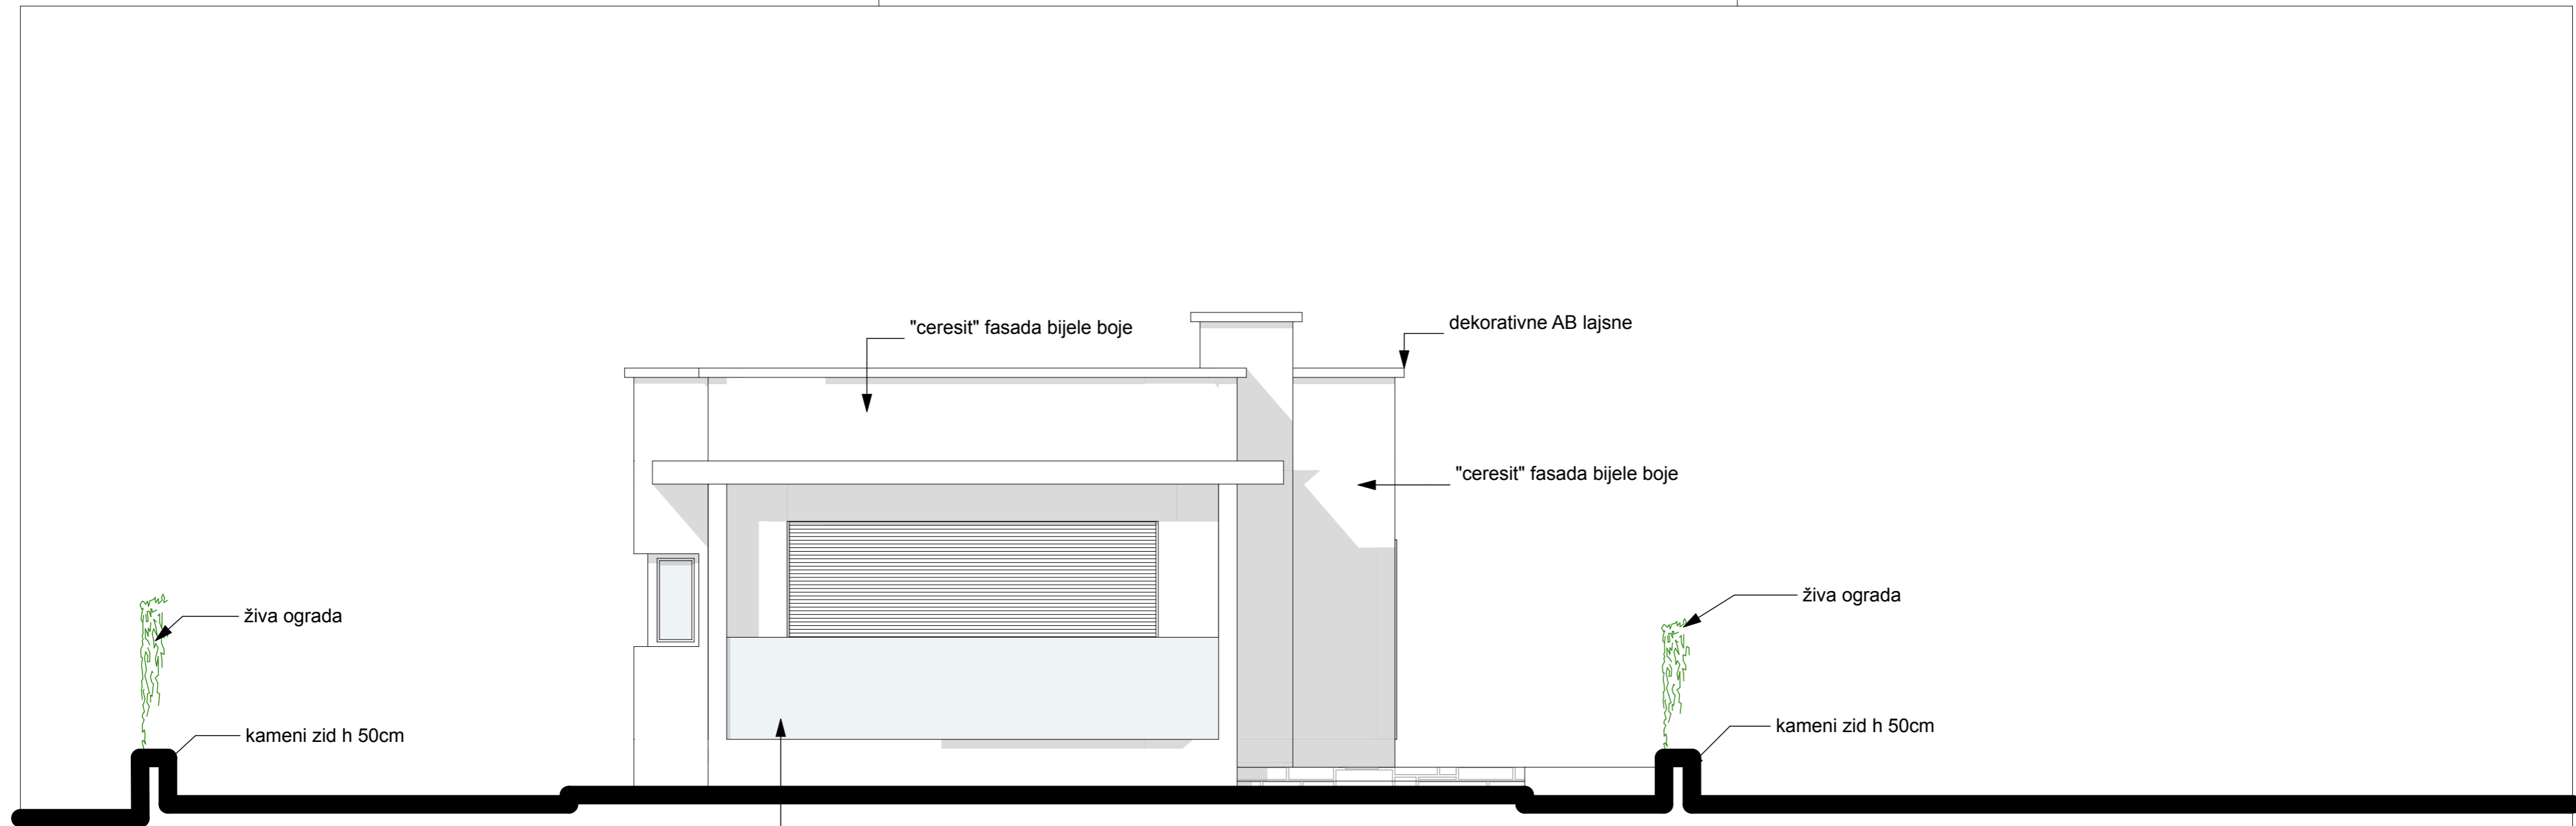 "ceresit" fasada bijele boje
dekorativne AB lajsne
"ceresit" fasada bijele boje
živa ograda
živa ograda
kameni zid h 50cm
kameni zid h 50cm